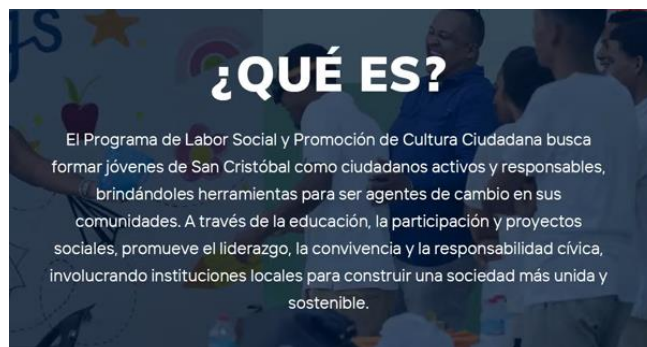 ¿QUÉ ES?
El Programa de Labor Social y Promoción de Cultura Ciudadana busca
formar jóvenes de San Cristóbal como ciudadanos activos y responsables,
brindándoles herramientas para ser agentes de cambio en sus
comunidades. A través de la educación, la participación y proyectos
sociales, promueve el liderazgo, la convivencia y la responsabilidad cívica,
involucrando instituciones locales para construir una sociedad más unida y
sostenible.